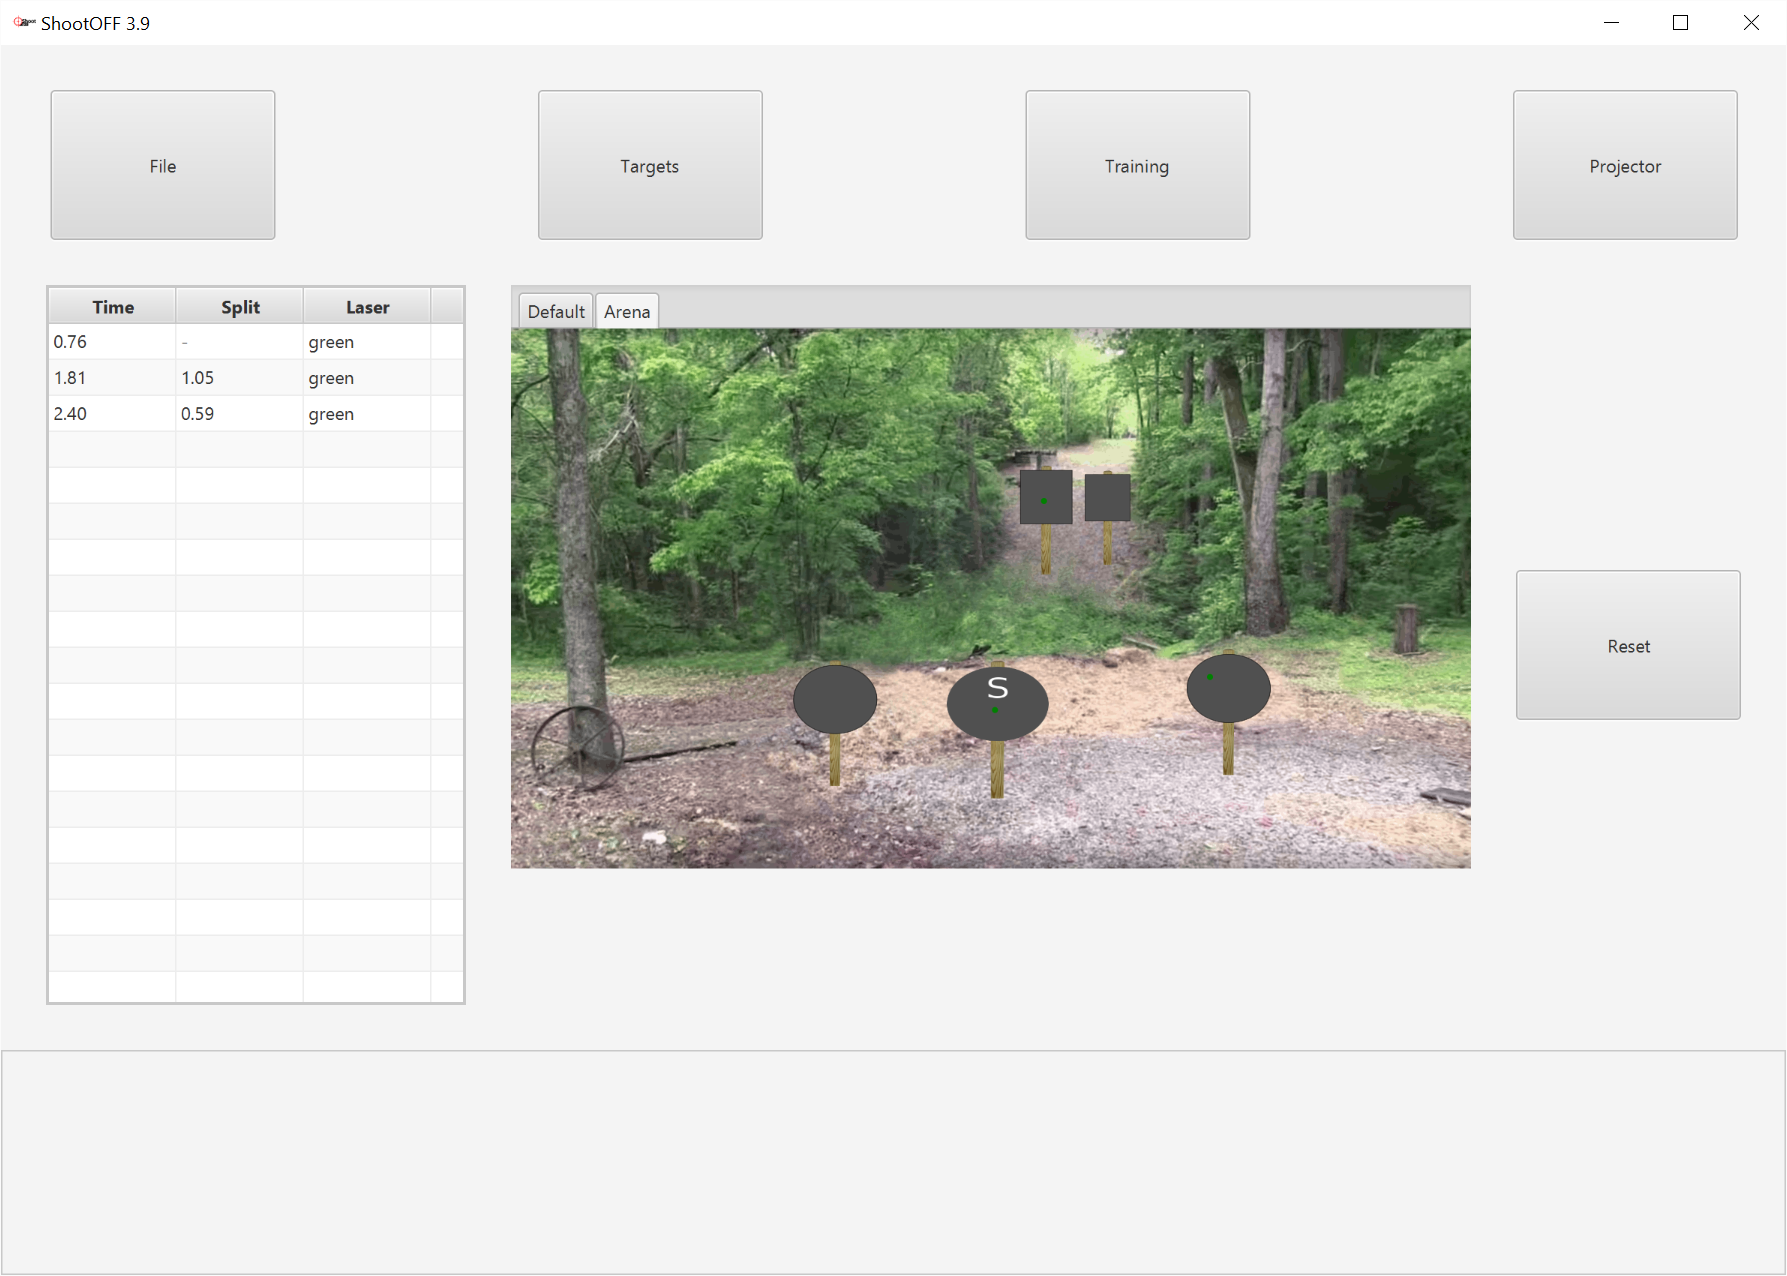 ShootOFF 3.9
File
Targets
Training
Projector
Time Split Laser
0.76 - green
1.81 1.05 green
2.40 0.59 green
Default Arena
S
Reset